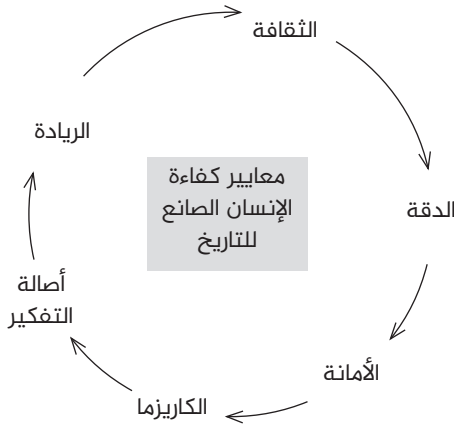 الثقافة
الدقة
الأمانة
الكاريزما
أصالة
التفكير
الريادة
معايير كفاءة
الإنسان الصانع
للتاريخ